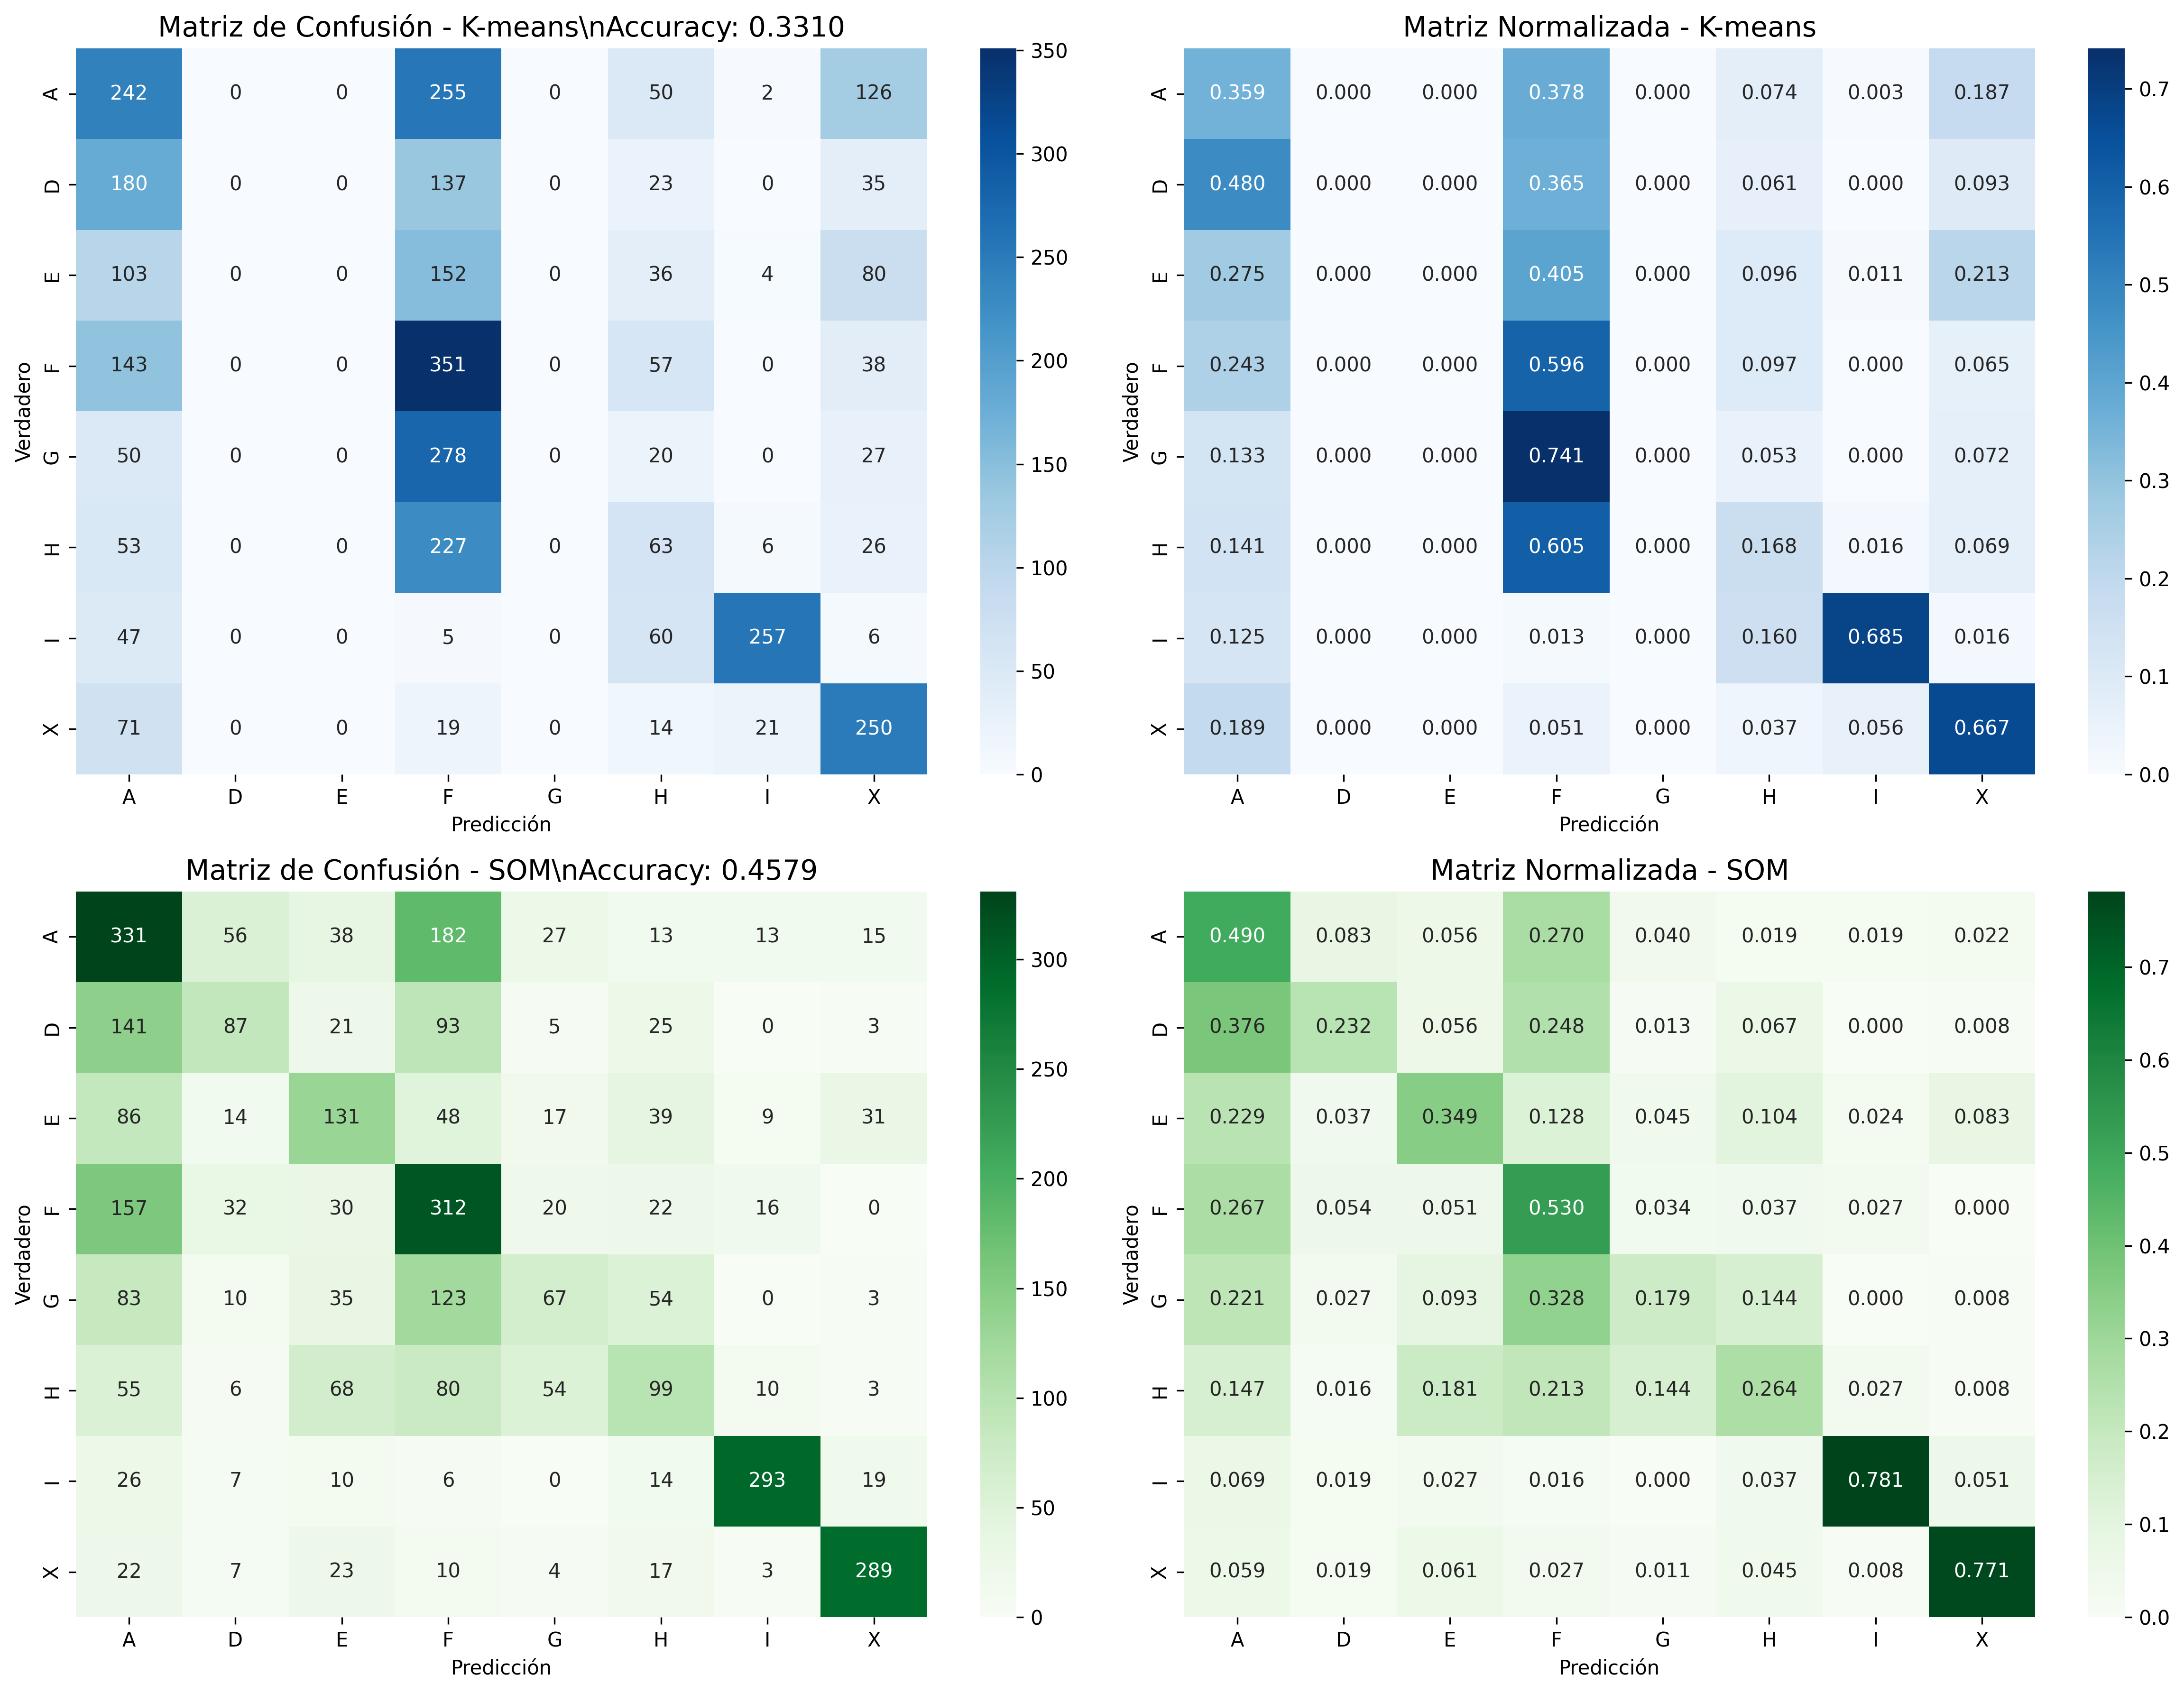 Matriz de Confusión - K-means\nAccuracy: 0.3310
A 242 0 0 255 0 50 2 126
D 180 0 0 137 0 23 0 35
E 103 0 0 152 0 36 4 80
F 143 0 0 351 0 57 0 38
G 50 0 0 278 0 20 0 27
H 53 0 0 227 0 63 6 26
I 47 0 0 5 0 60 257 6
X 71 0 0 19 0 14 21 250
A D E F G H I X
Verdadero
Predicción
350
300
250
200
150
100
50
0
Matriz Normalizada - K-means
A 0.359 0.000 0.000 0.378 0.000 0.074 0.003 0.187
D 0.480 0.000 0.000 0.365 0.000 0.061 0.000 0.093
E 0.275 0.000 0.000 0.405 0.000 0.096 0.011 0.213
F 0.243 0.000 0.000 0.596 0.000 0.097 0.000 0.065
G 0.133 0.000 0.000 0.741 0.000 0.053 0.000 0.072
H 0.141 0.000 0.000 0.605 0.000 0.168 0.016 0.069
I 0.125 0.000 0.000 0.013 0.000 0.160 0.685 0.016
X 0.189 0.000 0.000 0.051 0.000 0.037 0.056 0.667
A D E F G H I X
Verdadero
Predicción
0.7
0.6
0.5
0.4
0.3
0.2
0.1
0.0
Matriz de Confusión - SOM\nAccuracy: 0.4579
A 331 56 38 182 27 13 13 15
D 141 87 21 93 5 25 0 3
E 86 14 131 48 17 39 9 31
F 157 32 30 312 20 22 16 0
G 83 10 35 123 67 54 0 3
H 55 6 68 80 54 99 10 3
I 26 7 10 6 0 14 293 19
X 22 7 23 10 4 17 3 289
A D E F G H I X
Verdadero
Predicción
300
250
200
150
100
50
0
Matriz Normalizada - SOM
A 0.490 0.083 0.056 0.270 0.040 0.019 0.019 0.022
D 0.376 0.232 0.056 0.248 0.013 0.067 0.000 0.008
E 0.229 0.037 0.349 0.128 0.045 0.104 0.024 0.083
F 0.267 0.054 0.051 0.530 0.034 0.037 0.027 0.000
G 0.221 0.027 0.093 0.328 0.179 0.144 0.000 0.008
H 0.147 0.016 0.181 0.213 0.144 0.264 0.027 0.008
I 0.069 0.019 0.027 0.016 0.000 0.037 0.781 0.051
X 0.059 0.019 0.061 0.027 0.011 0.045 0.008 0.771
A D E F G H I X
Verdadero
Predicción
0.7
0.6
0.5
0.4
0.3
0.2
0.1
0.0